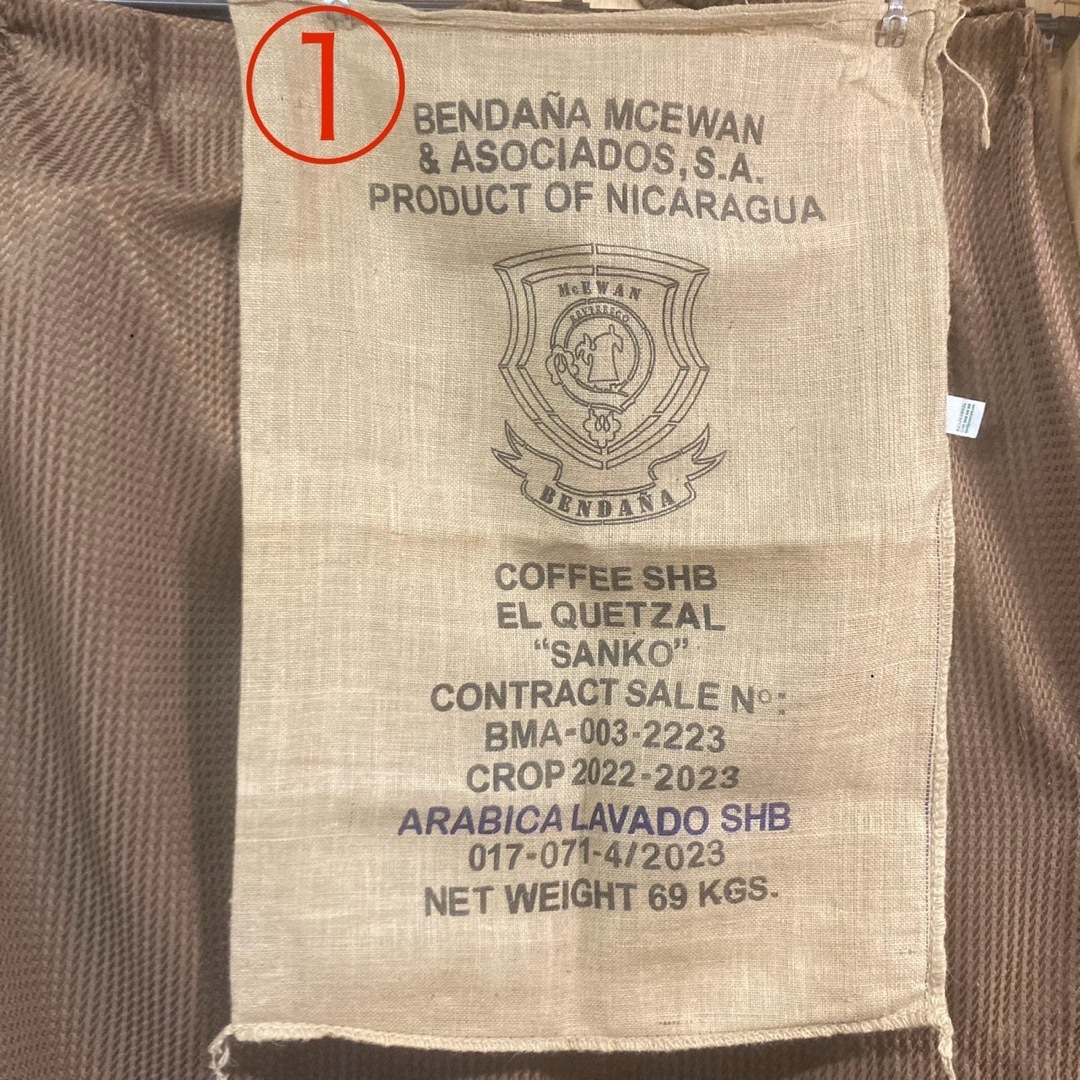 ①
BENDAÑA MCEWAN
& ASOCIADOS, S.A.
PRODUCT OF NICARAGUA
McEWAN
BENDAÑA
COFFEE SHB
EL QUETZAL
“SANKO”
CONTRACT SALE Nº:
BMA-003-2223
CROP 2022-2023
ARABICA LAVADO SHB
017-071-4/2023
NET WEIGHT 69 KGS.